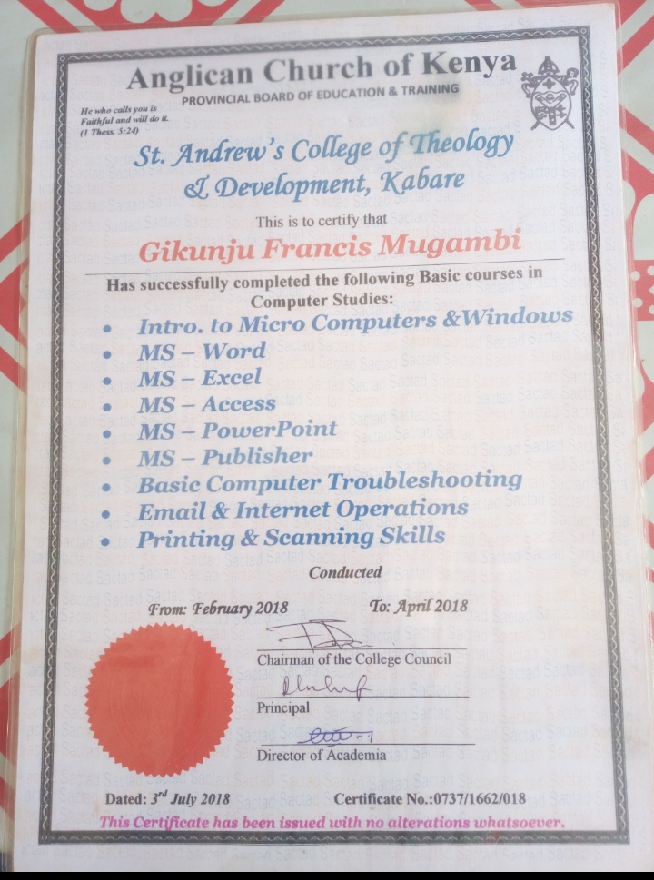 Anglican Church of Kenya
PROVINCIAL BOARD OF EDUCATION & TRAINING
He who calls you is
Faithful and will do it.
(1 Thess. 5:24)
St. Andrew's College of Theology
& Development, Kabare
This is to certify that
Gikunju Francis Mugambi
Has successfully completed the following Basic courses in
Computer Studies:
• Intro. to Micro Computers &Windows
• MS – Word
• MS – Excel
• MS – Access
• MS – PowerPoint
• MS – Publisher
• Basic Computer Troubleshooting
• Email & Internet Operations
• Printing & Scanning Skills
Conducted
From: February 2018 To: April 2018
Chairman of the College Council
Principal
Director of Academia
Dated: 3rd July 2018 Certificate No.:0737/1662/018
This Certificate has been issued with no alterations whatsoever.